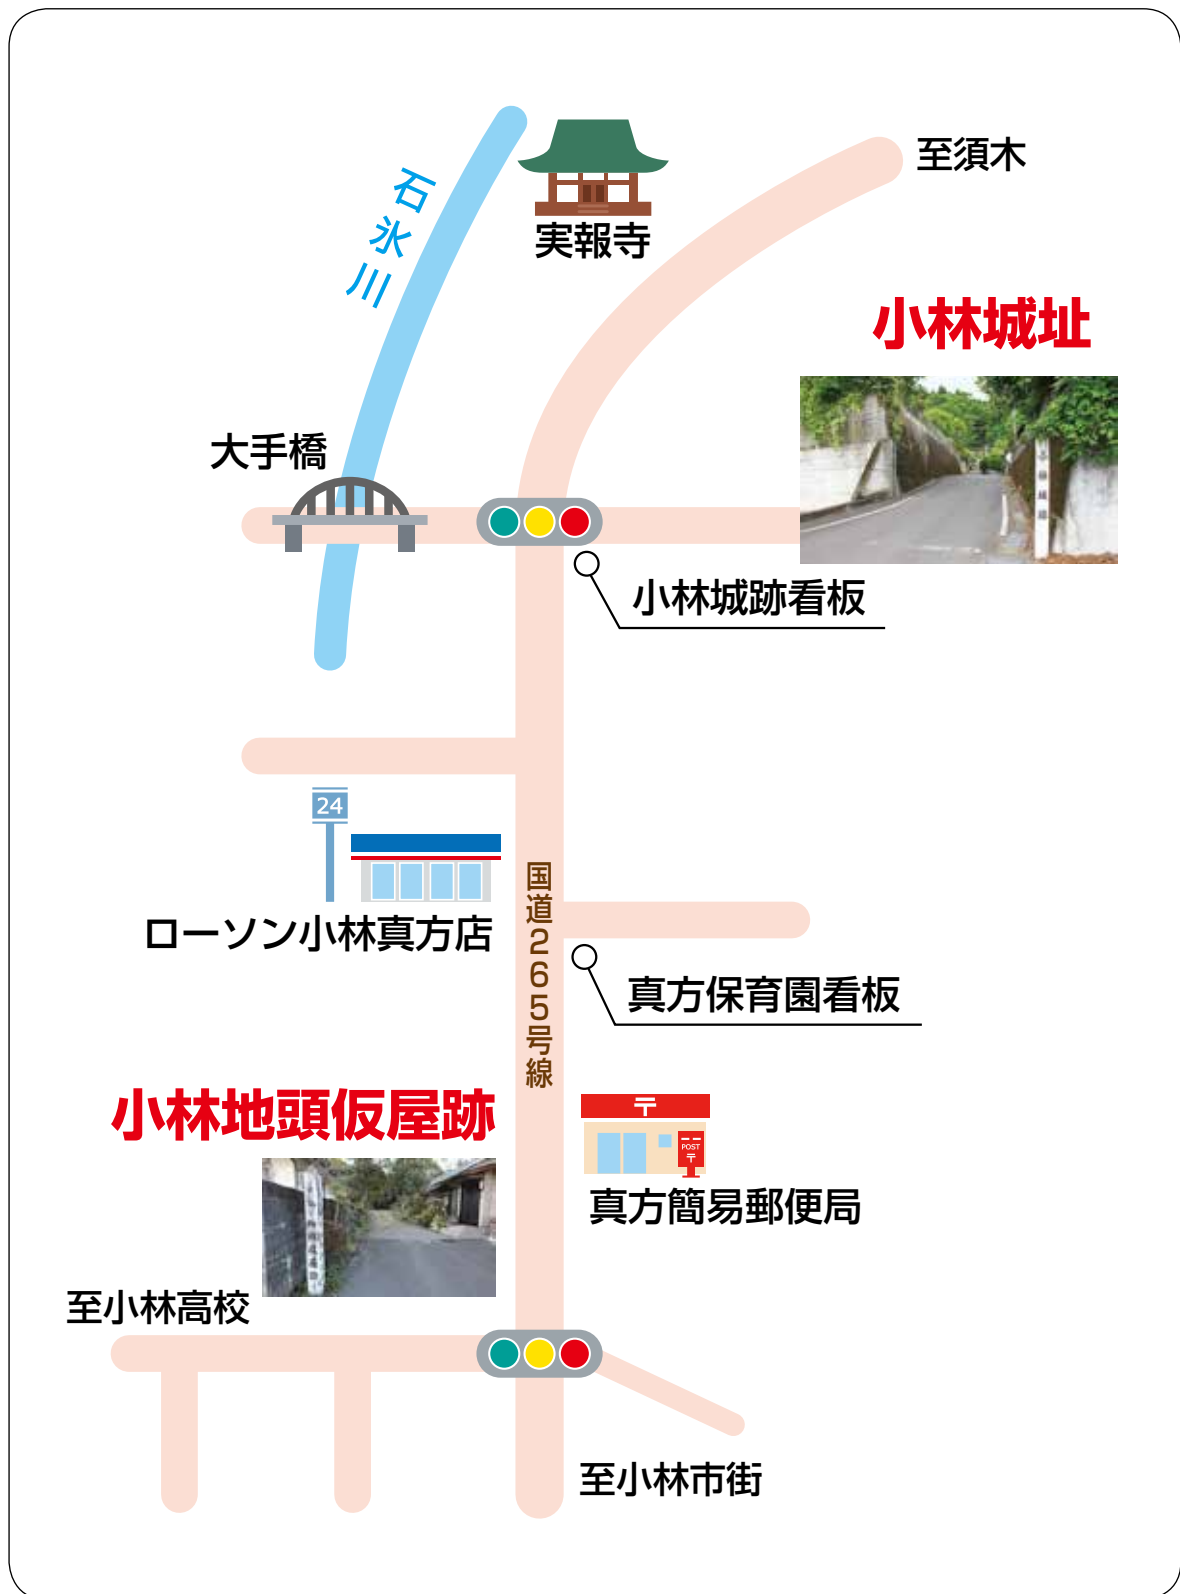 至須木
石氷川
実報寺
小林城址
大手橋
小林城跡看板
24
ローソン小林真方店
国道265号線
真方保育園看板
小林地頭仮屋跡
〒
POST
〒
真方簡易郵便局
至小林高校
至小林市街